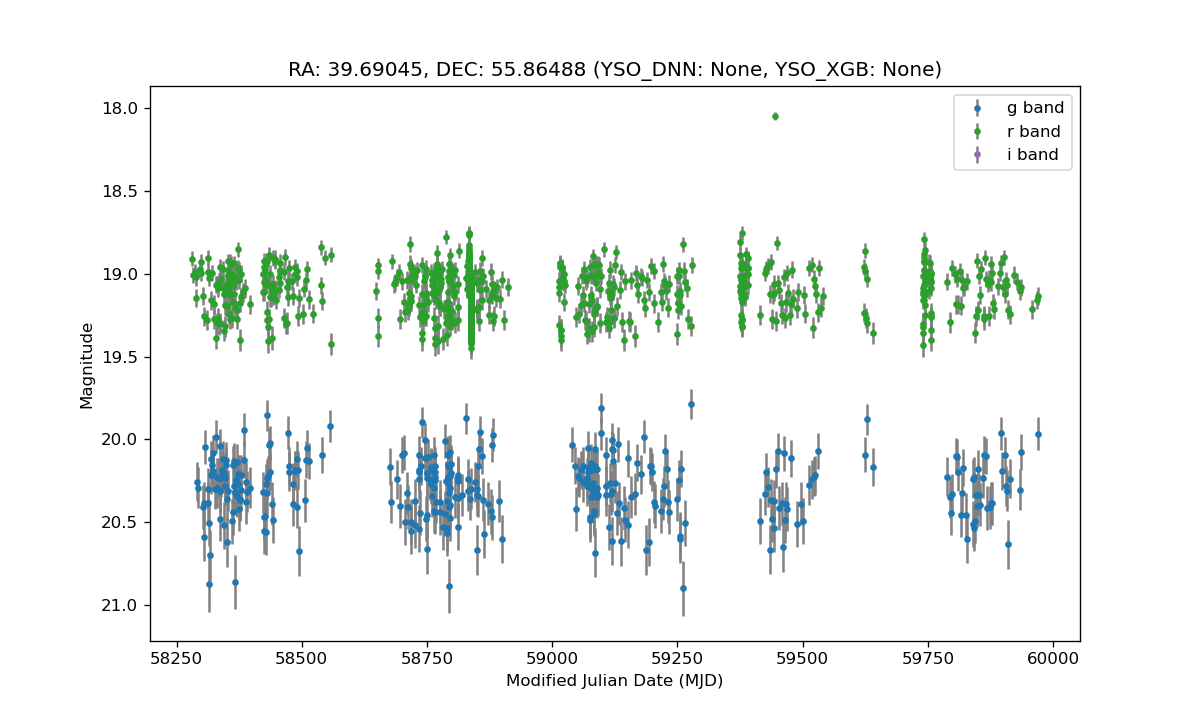 RA: 39.69045, DEC: 55.86488 (YSO_DNN: None, YSO_XGB: None)
g band
r band
i band
18.0
18.5
19.0
19.5
20.0
20.5
21.0
Magnitude
58250 58500 58750 59000 59250 59500 59750 60000
Modified Julian Date (MJD)